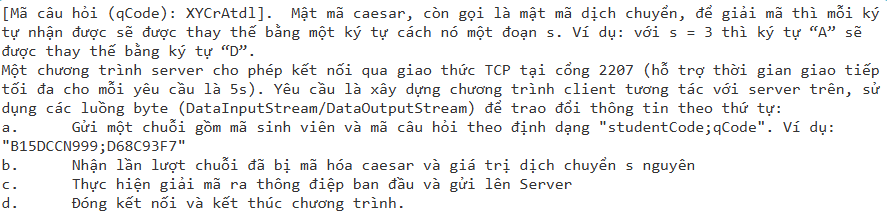 [Mã câu hỏi (qCode): XYCrAtdl].  Mật mã caesar, còn gọi là mật mã dịch chuyển, để giải mã thì mỗi ký
tự nhận được sẽ được thay thế bằng một ký tự cách nó một đoạn s. Ví dụ: với s = 3 thì ký tự “A” sẽ
được thay thế bằng ký tự “D”.
Một chương trình server cho phép kết nối qua giao thức TCP tại cổng 2207 (hỗ trợ thời gian giao tiếp
tối đa cho mỗi yêu cầu là 5s). Yêu cầu là xây dựng chương trình client tương tác với server trên, sử
dụng các luồng byte (DataInputStream/DataOutputStream) để trao đổi thông tin theo thứ tự:
a.	Gửi một chuỗi gồm mã sinh viên và mã câu hỏi theo định dạng "studentCode;qCode". Ví dụ:
"B15DCCN999;D68C93F7"
b.	Nhận lần lượt chuỗi đã bị mã hóa caesar và giá trị dịch chuyển s nguyên
c.	Thực hiện giải mã ra thông điệp ban đầu và gửi lên Server
d.	Đóng kết nối và kết thúc chương trình.